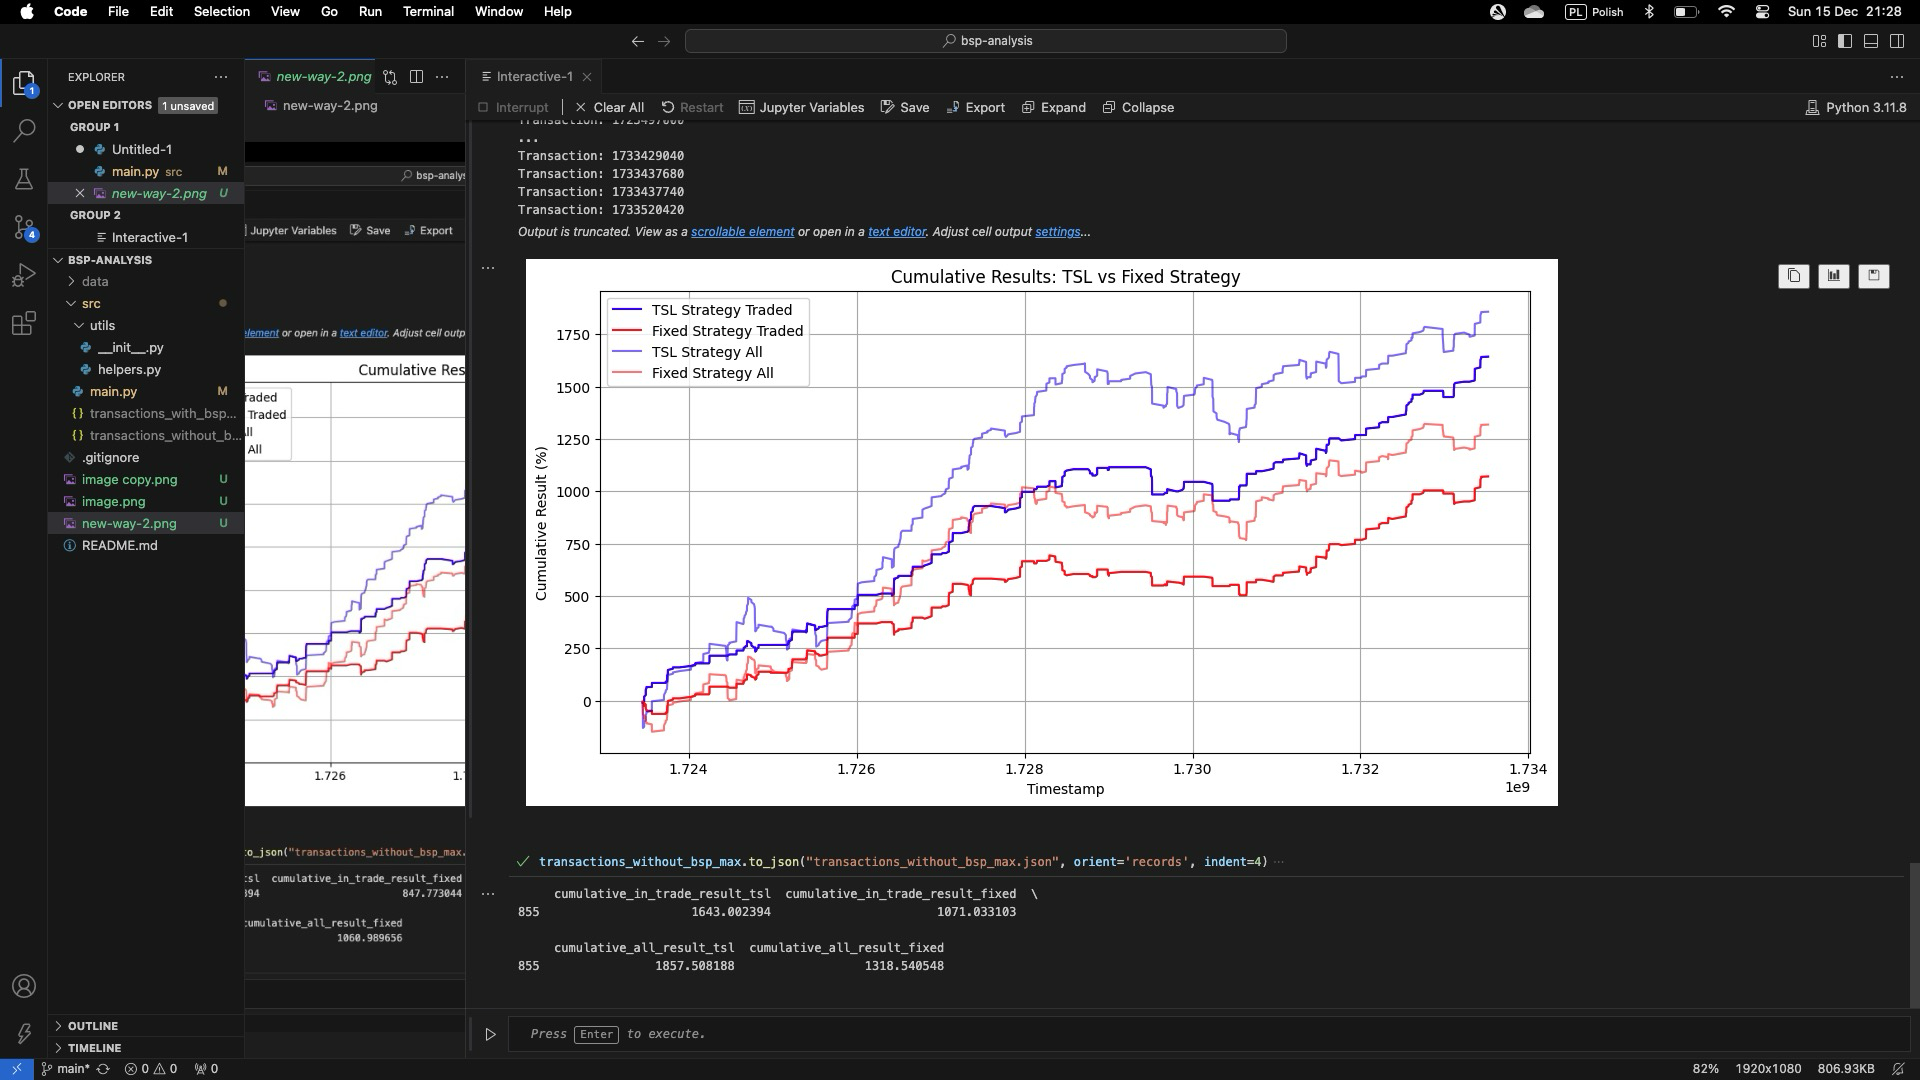 Code File Edit Selection View Go Run Terminal Window Help
PL Polish Sun 15 Dec 21:28
bsp-analysis
EXPLORER
OPEN EDITORS 1 unsaved
GROUP 1
Untitled-1
main.py src M
new-way-2.png U
GROUP 2
Interactive-1
BSP-ANALYSIS
data
src
utils
__init__.py
helpers.py
main.py M
transactions_with_bsp...
transactions_without_b...
.gitignore
image copy.png U
image.png U
new-way-2.png U
README.md
OUTLINE
TIMELINE
1
4
new-way-2.png
new-way-2.png
bsp-analys
Jupyter Variables Save Export
element or open in a text editor. Adjust cell outp
Cumulative Res
raded
Traded
ll
All
1.726
1.
to_json("transactions_without_bsp_max.
tsl cumulative_in_trade_result_fixed
394 847.773044
cumulative_all_result_fixed
1060.989656
Interactive-1
Interrupt | Clear All Restart Jupyter Variables Save Export Expand Collapse
Python 3.11.8
Transaction: 1723497000
...
Transaction: 1733429040
Transaction: 1733437680
Transaction: 1733437740
Transaction: 1733520420
Output is truncated. View as a scrollable element or open in a text editor. Adjust cell output settings...
Cumulative Results: TSL vs Fixed Strategy
TSL Strategy Traded
Fixed Strategy Traded
TSL Strategy All
Fixed Strategy All
Cumulative Result (%)
1750
1500
1250
1000
750
500
250
0
1.724 1.726 1.728 1.730 1.732 1.734
1e9
Timestamp
transactions_without_bsp_max.to_json("transactions_without_bsp_max.json", orient='records', indent=4) ...
cumulative_in_trade_result_tsl cumulative_in_trade_result_fixed \
855 1643.002394 1071.033103
cumulative_all_result_tsl cumulative_all_result_fixed
855 1857.508188 1318.540548
Press Enter to execute.
main* 0 0 0
82% 1920x1080 806.93KB